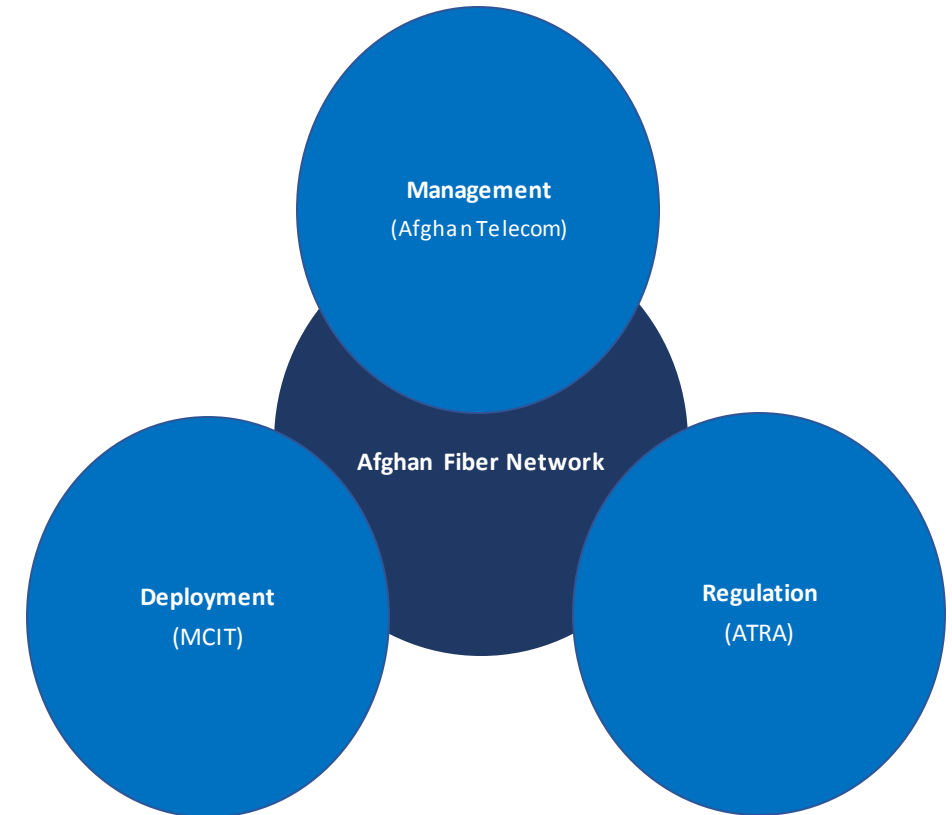 Management
(Afghan Telecom)
Afghan Fiber Network
Deployment
(MCIT)
Regulation
(ATRA)